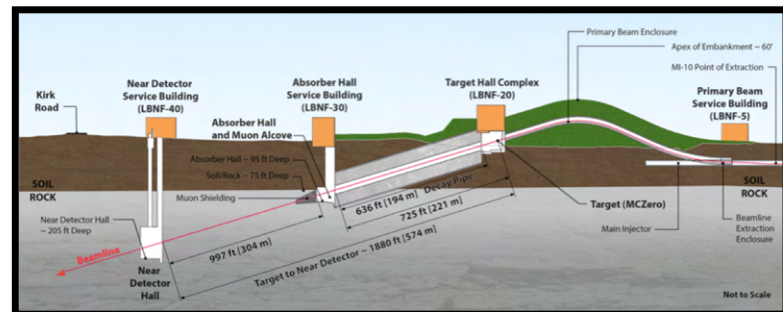 Primary Beam Enclosure
Apex of Embankment ~ 60'
MI-10 Point of Extraction
Kirk
Road
Near Detector
Service Building
(LBNF-40)
Absorber Hall
Service Building
(LBNF-30)
Target Hall Complex
(LBNF-20)
Primary Beam
Service Building
(LBNF-5)
Absorber Hall
and Muon Alcove
Absorber Hall ~ 95 ft Deep
Soil/Rock ~ 75 ft Deep
Muon Shielding
SOIL
ROCK
SOIL
ROCK
636 ft [194 m] Decay Pipe
725 ft (221 m)
Target (MCZero)
Main Injector
Beamline
Extraction
Enclosure
Near Detector Hall
~ 205 ft Deep
997 ft [304 m]
Target to Near Detector ~ 1880 ft [574 m]
Beamline
Near
Detector
Hall
Not to Scale